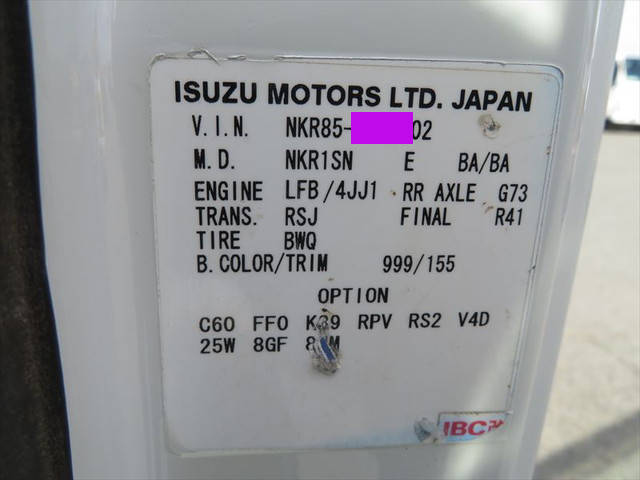 ISUZU MOTORS LTD. JAPAN
V.I.N. NKR85- 02
M.D. NKR1SN E BA/BA
ENGINE LFB/4JJ1 RR AXLE G73
TRANS. RSJ FINAL R41
TIRE BWQ
B.COLOR/TRIM 999/155
OPTION
C60 FF0 RPV RS2 V4D
25W 8GF
IBC